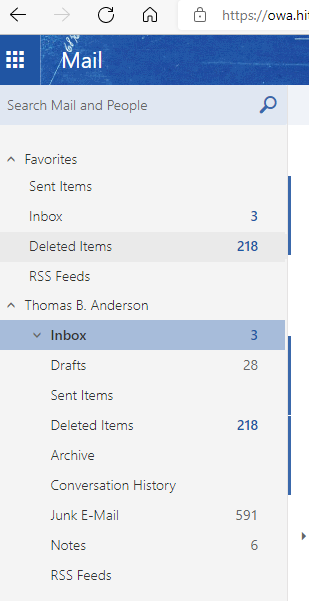 https://owa.hi
Mail
Search Mail and People
Favorites
Sent Items
Inbox 3
Deleted Items 218
RSS Feeds
Thomas B. Anderson
Inbox 3
Drafts 28
Sent Items
Deleted Items 218
Archive
Conversation History
Junk E-Mail 591
Notes 6
RSS Feeds